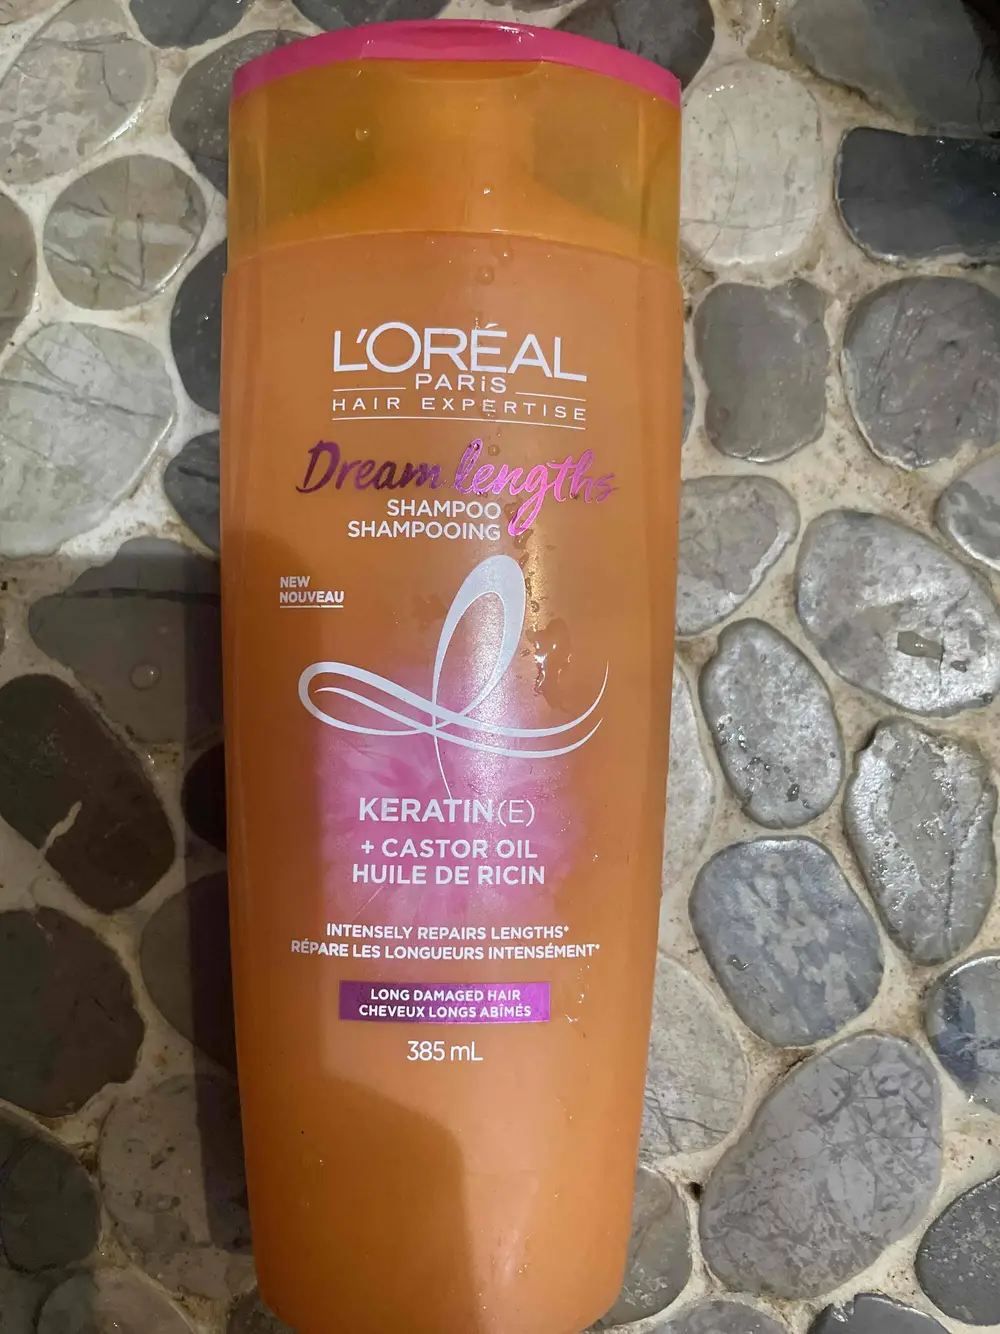 L'ORÉAL
PARIS
HAIR EXPERTISE
Dream lengths
SHAMPOO
SHAMPOOING
NEW
NOUVEAU
KERATIN(E)
+ CASTOR OIL
HUILE DE RICIN
INTENSELY REPAIRS LENGTHS*
RÉPARE LES LONGUEURS INTENSÉMENT*
LONG DAMAGED HAIR
CHEVEUX LONGS ABÎMÉS
385 mL